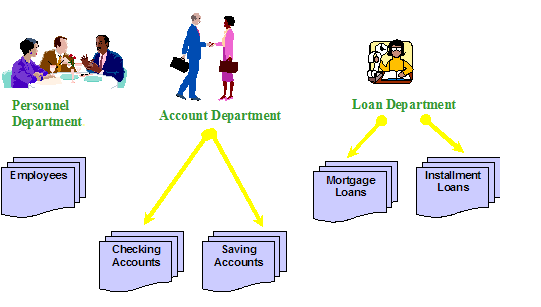 Personnel
Department
Account Department
Loan Department
Employees
Mortgage
Loans
Installment
Loans
Checking
Accounts
Saving
Accounts